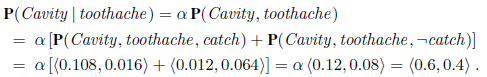 P(Cavity | toothache) = α P(Cavity, toothache)
= α [P(Cavity, toothache, catch) + P(Cavity, toothache, ¬catch)]
= α [⟨0.108, 0.016⟩ + ⟨0.012, 0.064⟩] = α ⟨0.12, 0.08⟩ = ⟨0.6, 0.4⟩ .